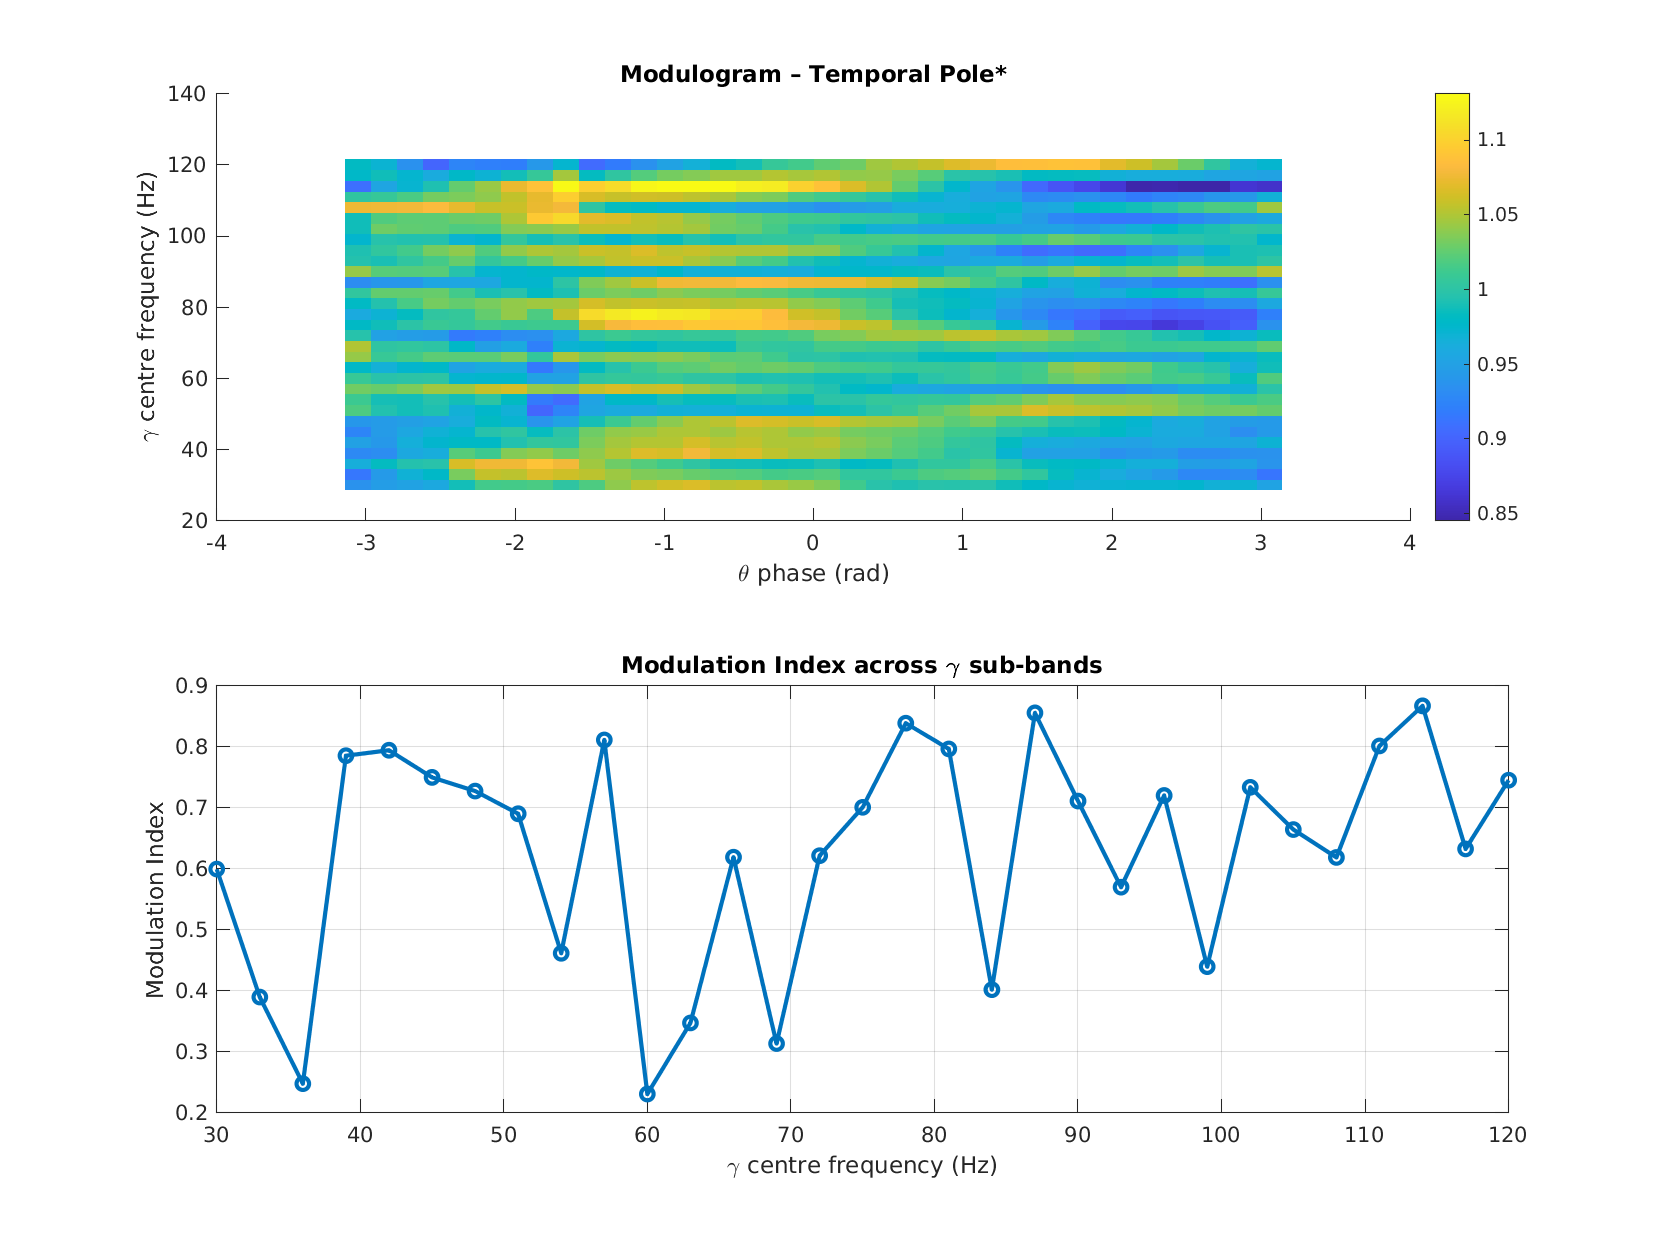 Modulogram – Temporal Pole*
140
120
100
80
60
40
20
γ centre frequency (Hz)
-4 -3 -2 -1 0 1 2 3 4
θ phase (rad)
1.1
1.05
1
0.95
0.9
0.85
Modulation Index across γ sub-bands
0.9
0.8
0.7
0.6
0.5
0.4
0.3
0.2
Modulation Index
30 40 50 60 70 80 90 100 110 120
γ centre frequency (Hz)